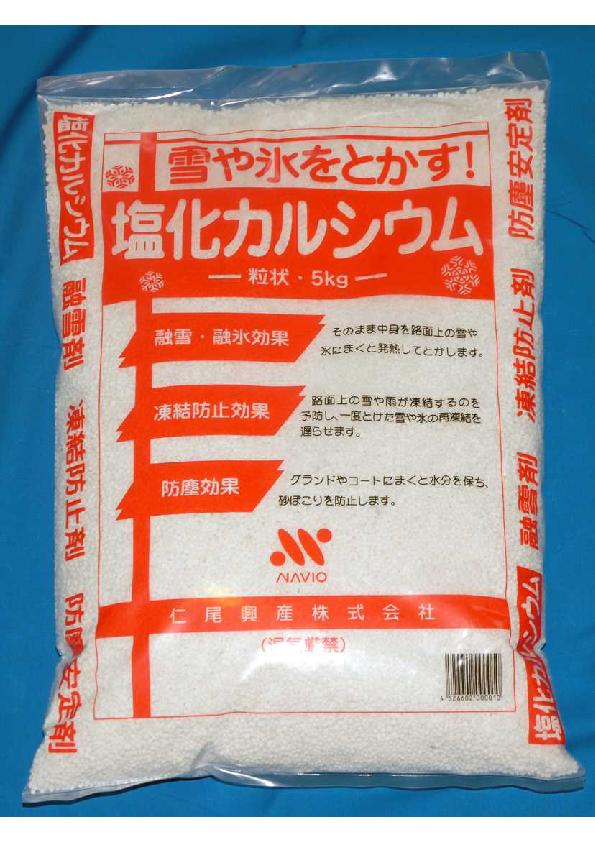 雪や氷をとかす!
塩化カルシウム
粒状・5kg
融雪・融氷効果
そのまま中身を路面上の雪や
氷にまくと発熱してとかします。
凍結防止効果
路面上の雪や雨が凍結するのを
予防し、一度とけた雪や氷の再凍結を
遅らせます。
防塵効果
グランドやコートにまくと水分を保ち、
砂ぼこりを防止します。
NAVIO
仁尾興産株式会社
(湿気厳禁)
塩化カルシウム 融雪剤 凍結防止剤 防塵安定剤
塩化カルシウム 融雪剤 凍結防止剤 防塵安定剤